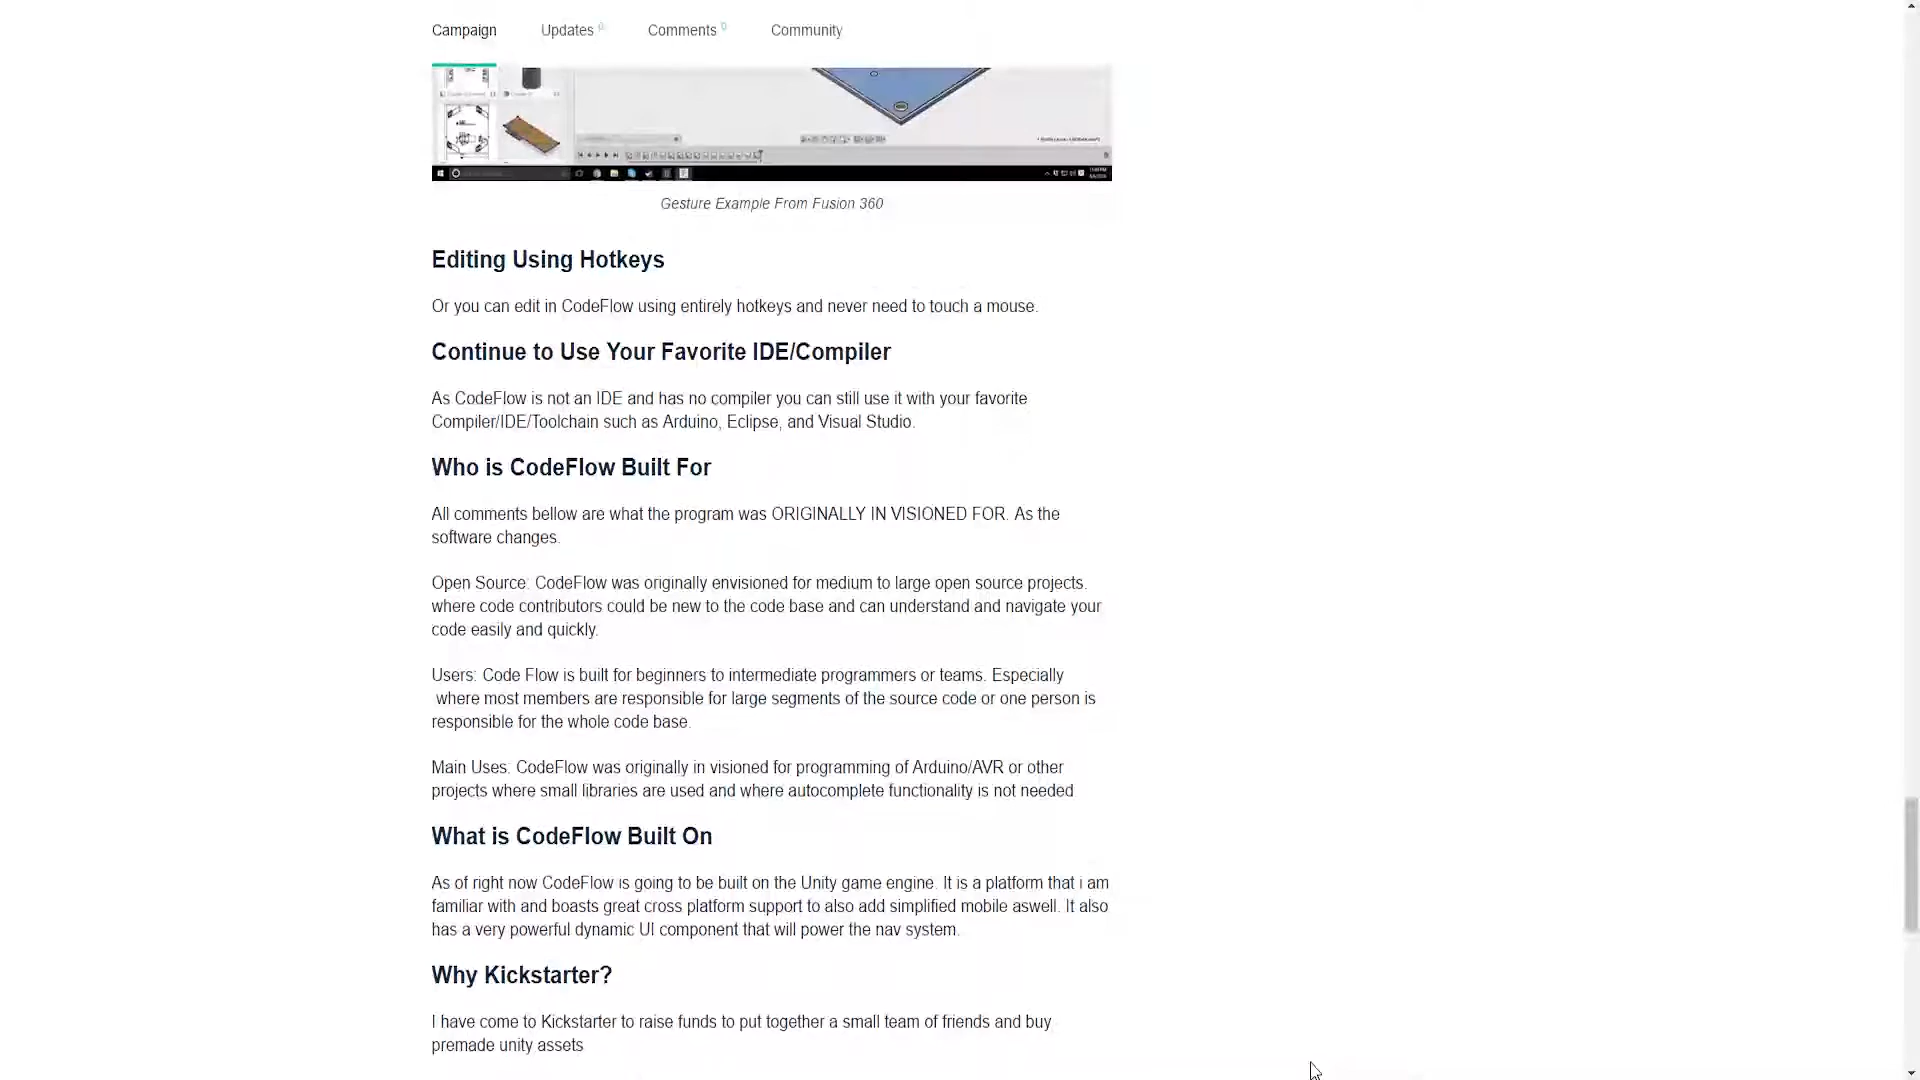 Campaign Updates 0 Comments 0 Community
Gesture Example From Fusion 360
Editing Using Hotkeys
Or you can edit in CodeFlow using entirely hotkeys and never need to touch a mouse.
Continue to Use Your Favorite IDE/Compiler
As CodeFlow is not an IDE and has no compiler you can still use it with your favorite
Compiler/IDE/Toolchain such as Arduino, Eclipse, and Visual Studio.
Who is CodeFlow Built For
All comments bellow are what the program was ORIGINALLY IN VISIONED FOR. As the
software changes.
Open Source: CodeFlow was originally envisioned for medium to large open source projects.
where code contributors could be new to the code base and can understand and navigate your
code easily and quickly.
Users: Code Flow is built for beginners to intermediate programmers or teams. Especially
where most members are responsible for large segments of the source code or one person is
responsible for the whole code base.
Main Uses: CodeFlow was originally in visioned for programming of Arduino/AVR or other
projects where small libraries are used and where autocomplete functionality is not needed
What is CodeFlow Built On
As of right now CodeFlow is going to be built on the Unity game engine. It is a platform that i am
familiar with and boasts great cross platform support to also add simplified mobile aswell. It also
has a very powerful dynamic UI component that will power the nav system.
Why Kickstarter?
I have come to Kickstarter to raise funds to put together a small team of friends and buy
premade unity assets